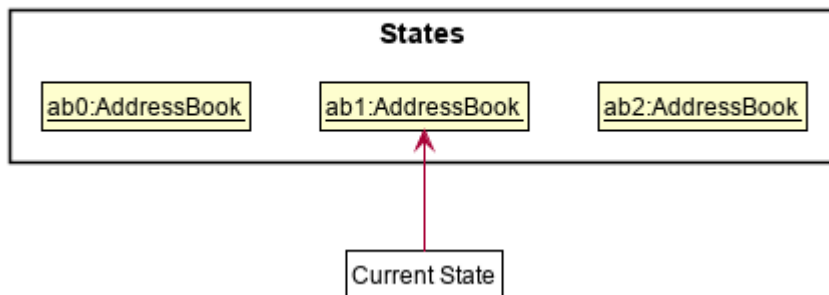 States
ab0:AddressBook
ab1:AddressBook
ab2:AddressBook
Current State